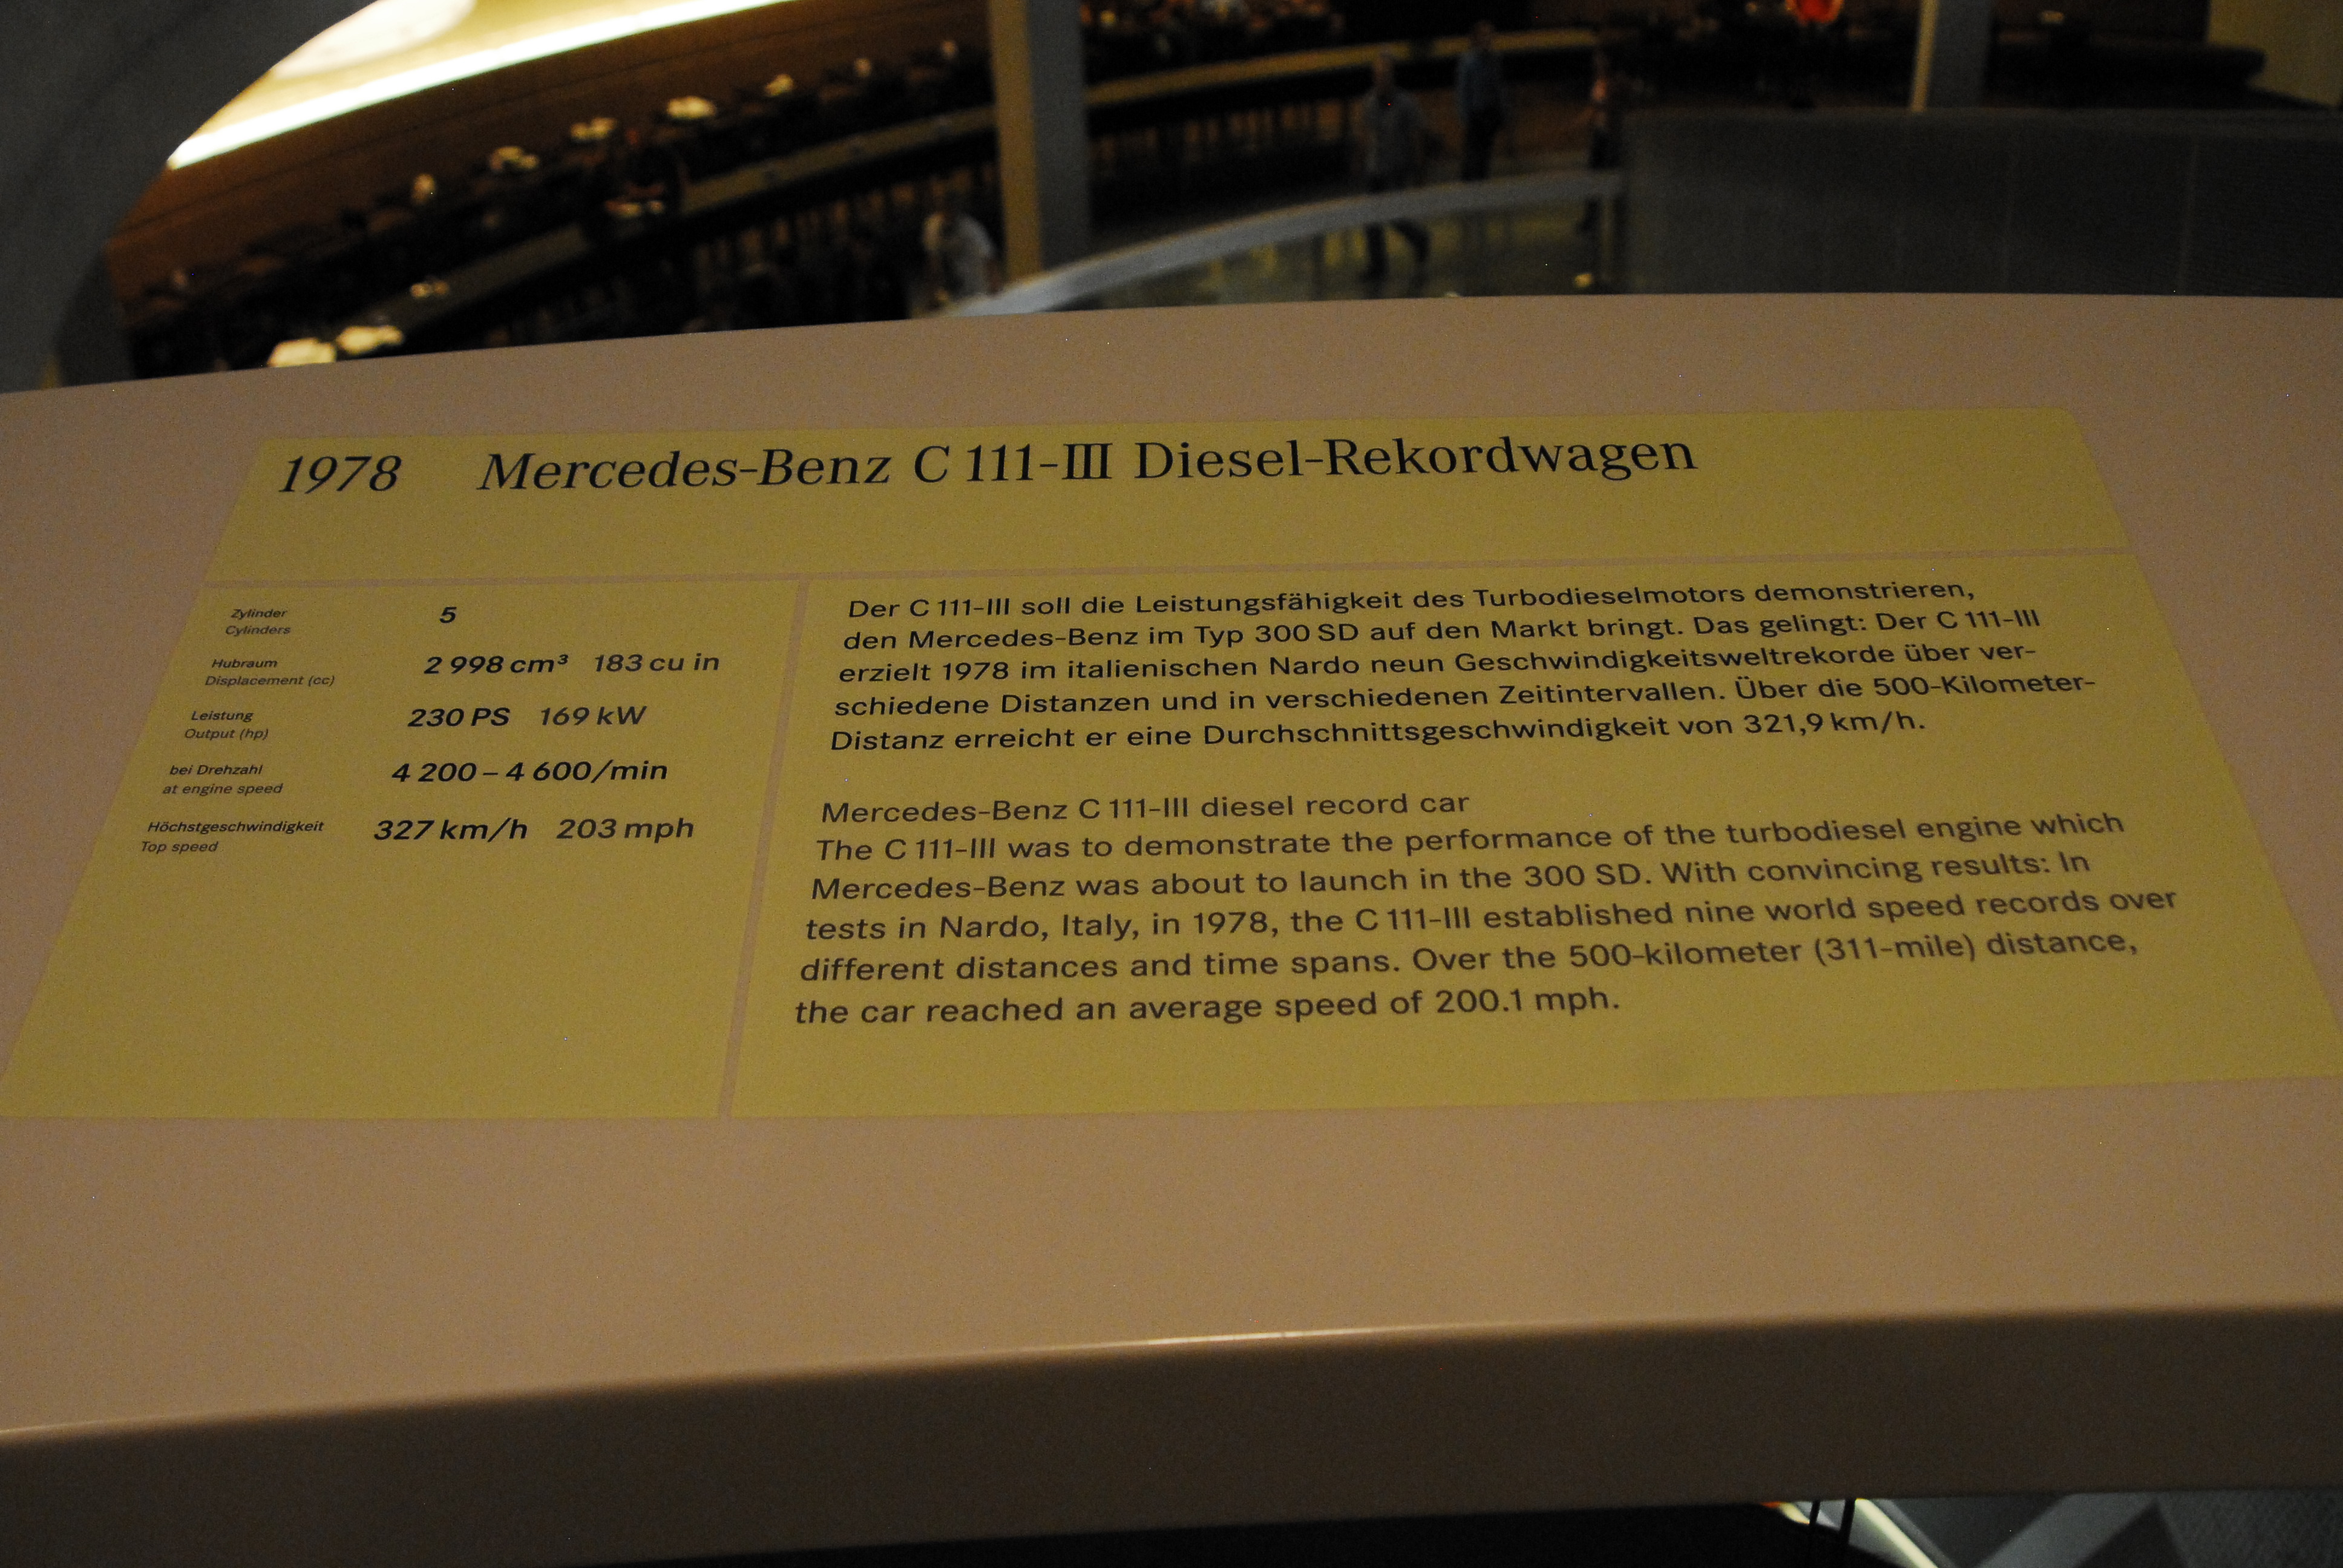 1978 Mercedes-Benz C 111-III Diesel-Rekordwagen
Zylinder
Cylinders
5
Hubraum
Displacement (cc)
2 998 cm³ 183 cu in
Leistung
Output (hp)
230 PS 169 kW
bei Drehzahl
at engine speed
4 200 – 4 600/min
Höchstgeschwindigkeit
Top speed
327 km/h 203 mph
Der C 111-III soll die Leistungsfähigkeit des Turbodieselmotors demonstrieren,
den Mercedes-Benz im Typ 300 SD auf den Markt bringt. Das gelingt: Der C 111-III
erzielt 1978 im italienischen Nardo neun Geschwindigkeitsweltrekorde über ver-
schiedene Distanzen und in verschiedenen Zeitintervallen. Über die 500-Kilometer-
Distanz erreicht er eine Durchschnittsgeschwindigkeit von 321,9 km/h.
Mercedes-Benz C 111-III diesel record car
The C 111-III was to demonstrate the performance of the turbodiesel engine which
Mercedes-Benz was about to launch in the 300 SD. With convincing results: In
tests in Nardo, Italy, in 1978, the C 111-III established nine world speed records over
different distances and time spans. Over the 500-kilometer (311-mile) distance,
the car reached an average speed of 200.1 mph.